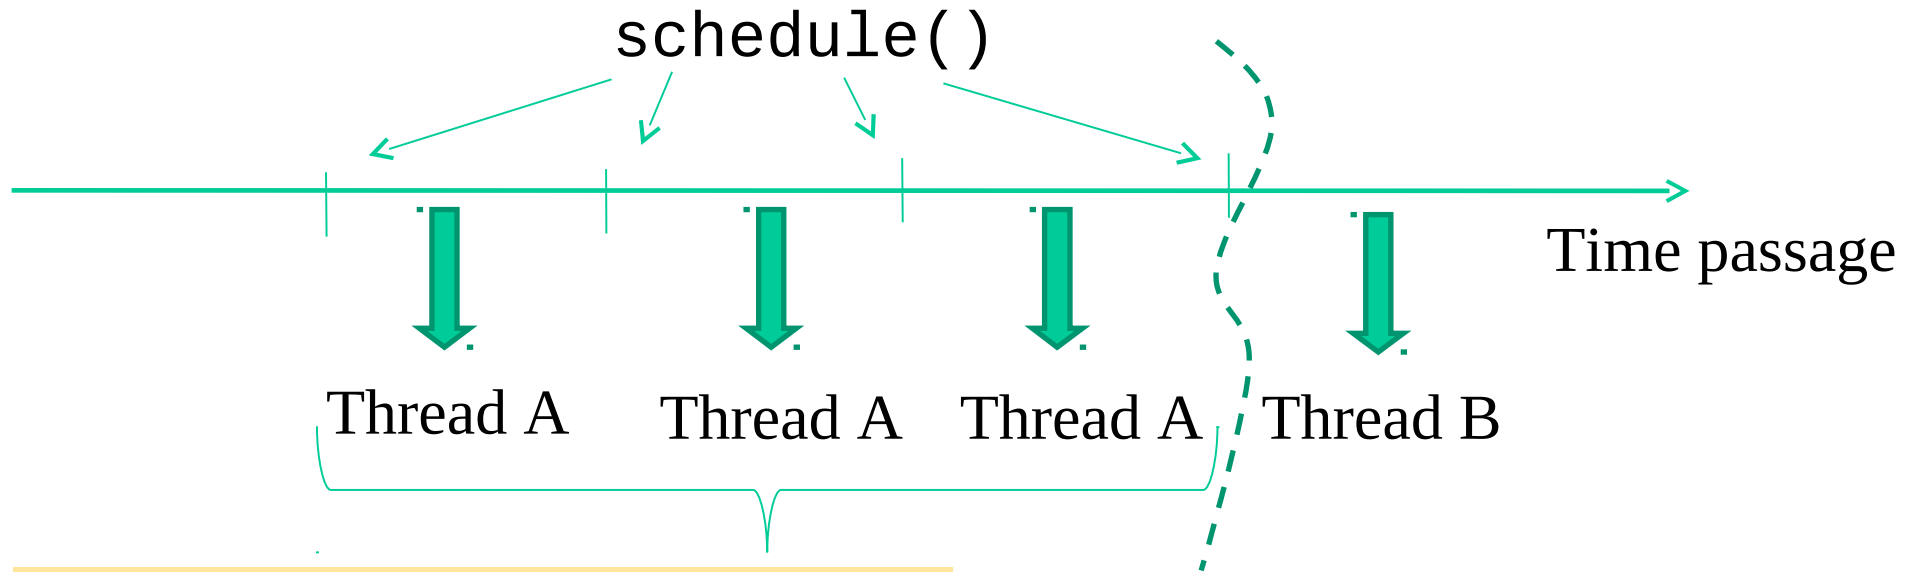 schedule()
Time passage
Thread A
Thread A
Thread A
Thread B